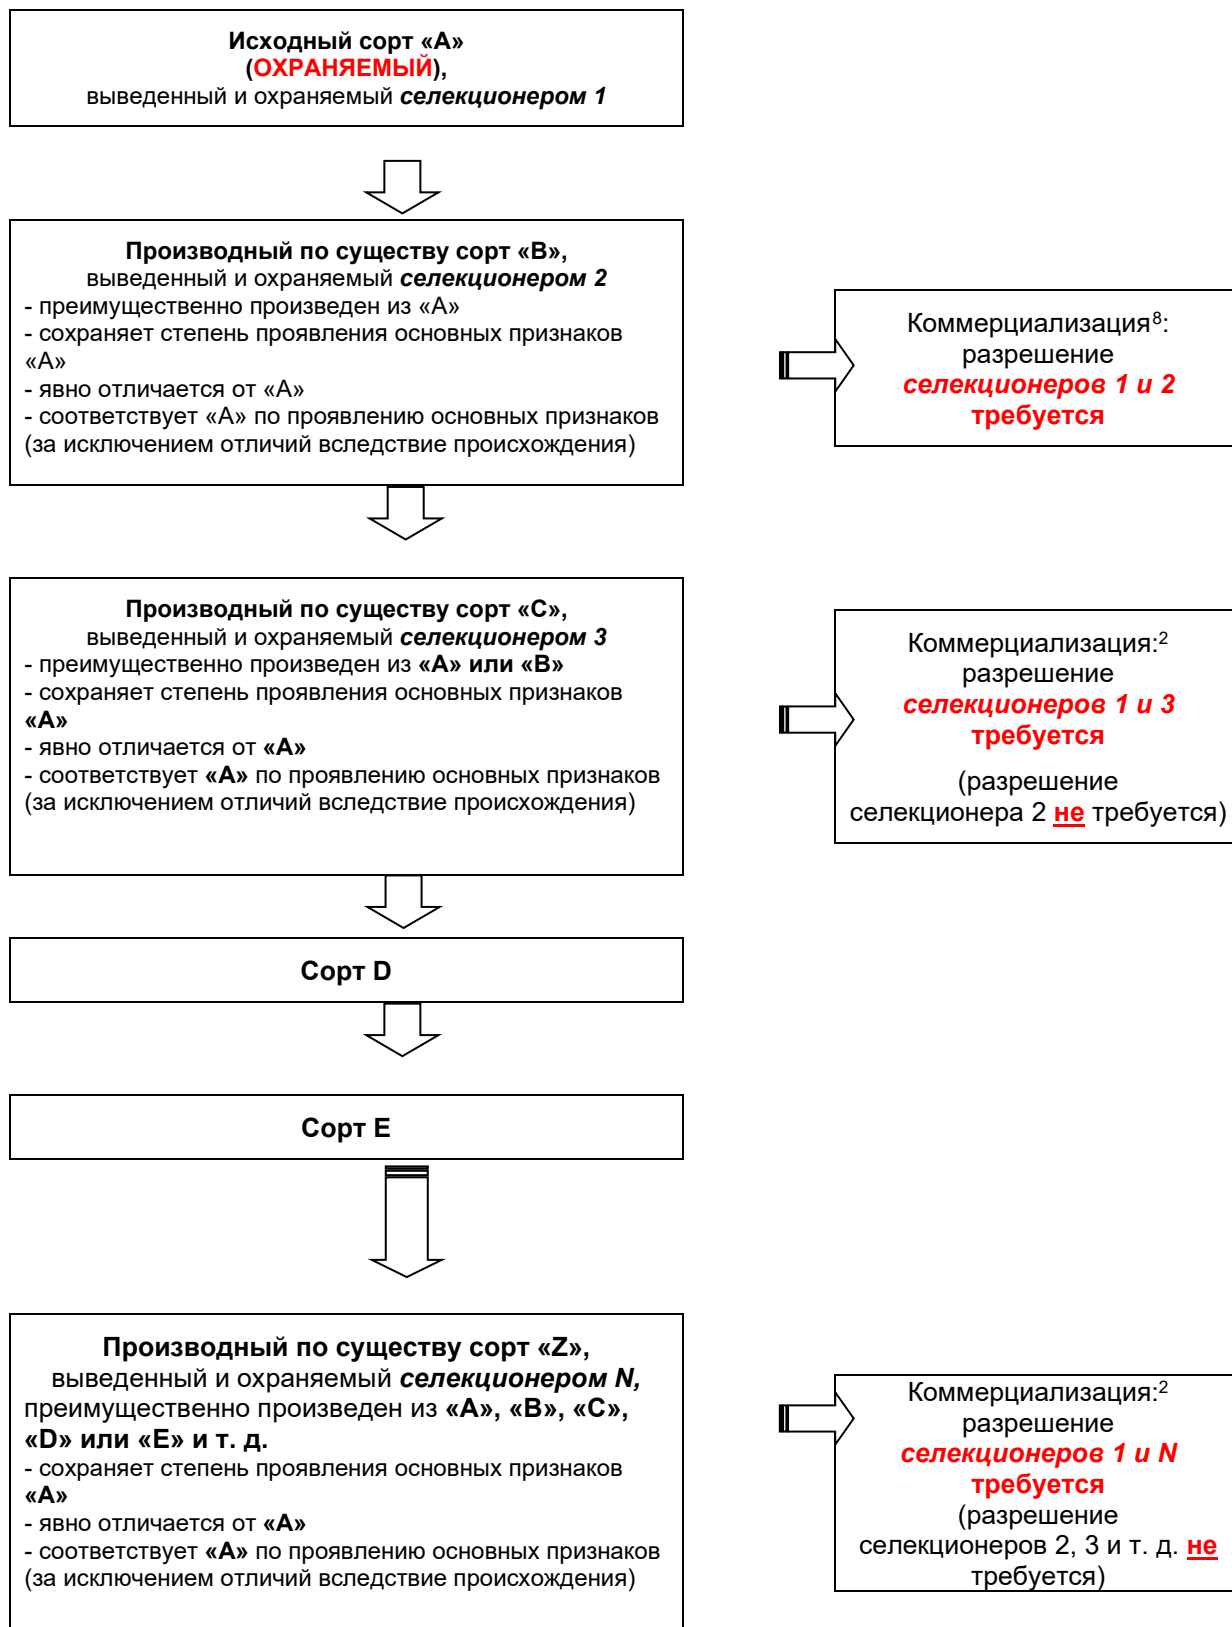 Исходный сорт «А»
(ОХРАНЯЕМЫЙ),
выведенный и охраняемый селекционером 1
Производный по существу сорт «B»,
выведенный и охраняемый селекционером 2
- преимущественно произведен из «А»
- сохраняет степень проявления основных признаков
«А»
- явно отличается от «А»
- соответствует «А» по проявлению основных признаков
(за исключением отличий вследствие происхождения)
Коммерциализация⁸:
разрешение
селекционеров 1 и 2
требуется
Производный по существу сорт «C»,
выведенный и охраняемый селекционером 3
- преимущественно произведен из «А» или «B»
- сохраняет степень проявления основных признаков
«А»
- явно отличается от «А»
- соответствует «А» по проявлению основных признаков
(за исключением отличий вследствие происхождения)
Коммерциализация:²
разрешение
селекционеров 1 и 3
требуется
(разрешение
селекционера 2 не требуется)
Сорт D
Сорт E
Производный по существу сорт «Z»,
выведенный и охраняемый селекционером N,
преимущественно произведен из «А», «B», «C»,
«D» или «E» и т. д.
- сохраняет степень проявления основных признаков
«А»
- явно отличается от «А»
- соответствует «А» по проявлению основных признаков
(за исключением отличий вследствие происхождения)
Коммерциализация:²
разрешение
селекционеров 1 и N
требуется
(разрешение
селекционеров 2, 3 и т. д. не
требуется)